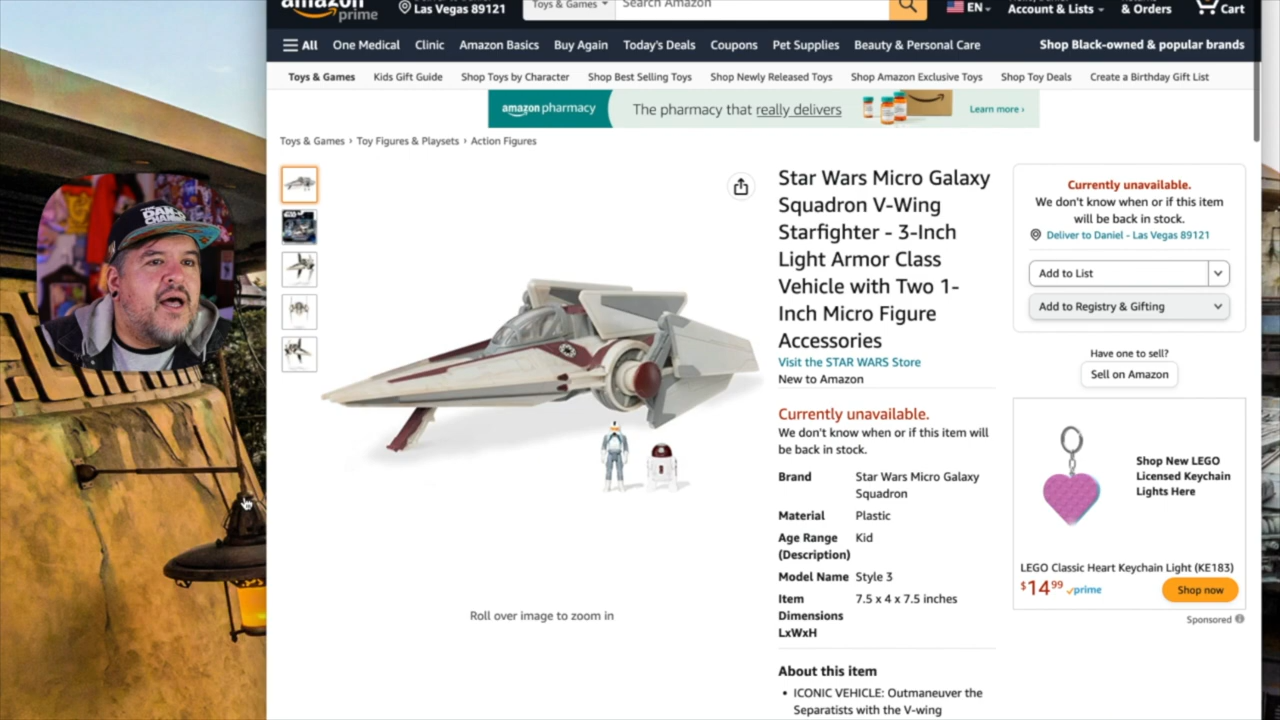 amazon
prime
Las Vegas 89121
Toys & Games
Search Amazon
EN
Account & Lists
& Orders
Cart
All
One Medical
Clinic
Amazon Basics
Buy Again
Today's Deals
Coupons
Pet Supplies
Beauty & Personal Care
Shop Black-owned & popular brands
Toys & Games
Kids Gift Guide
Shop Toys by Character
Shop Best Selling Toys
Shop Newly Released Toys
Shop Amazon Exclusive Toys
Shop Toy Deals
Create a Birthday Gift List
amazon pharmacy
The pharmacy that really delivers
Learn more ›
Toys & Games › Toy Figures & Playsets › Action Figures
Star Wars Micro Galaxy
Squadron V-Wing
Starfighter - 3-Inch
Light Armor Class
Vehicle with Two 1-
Inch Micro Figure
Accessories
Visit the STAR WARS Store
New to Amazon
Currently unavailable.
We don't know when or if this item will
be back in stock.
Brand Star Wars Micro Galaxy
Squadron
Material Plastic
Age Range Kid
(Description)
Model Name Style 3
Item 7.5 x 4 x 7.5 inches
Dimensions
LxWxH
About this item
• ICONIC VEHICLE: Outmaneuver the
Separatists with the V-wing
Roll over image to zoom in
Currently unavailable.
We don't know when or if this item
will be back in stock.
Deliver to Daniel - Las Vegas 89121
Add to List
Add to Registry & Gifting
Have one to sell?
Sell on Amazon
Shop New LEGO
Licensed Keychain
Lights Here
LEGO Classic Heart Keychain Light (KE183)
$14.99 prime
Shop now
Sponsored